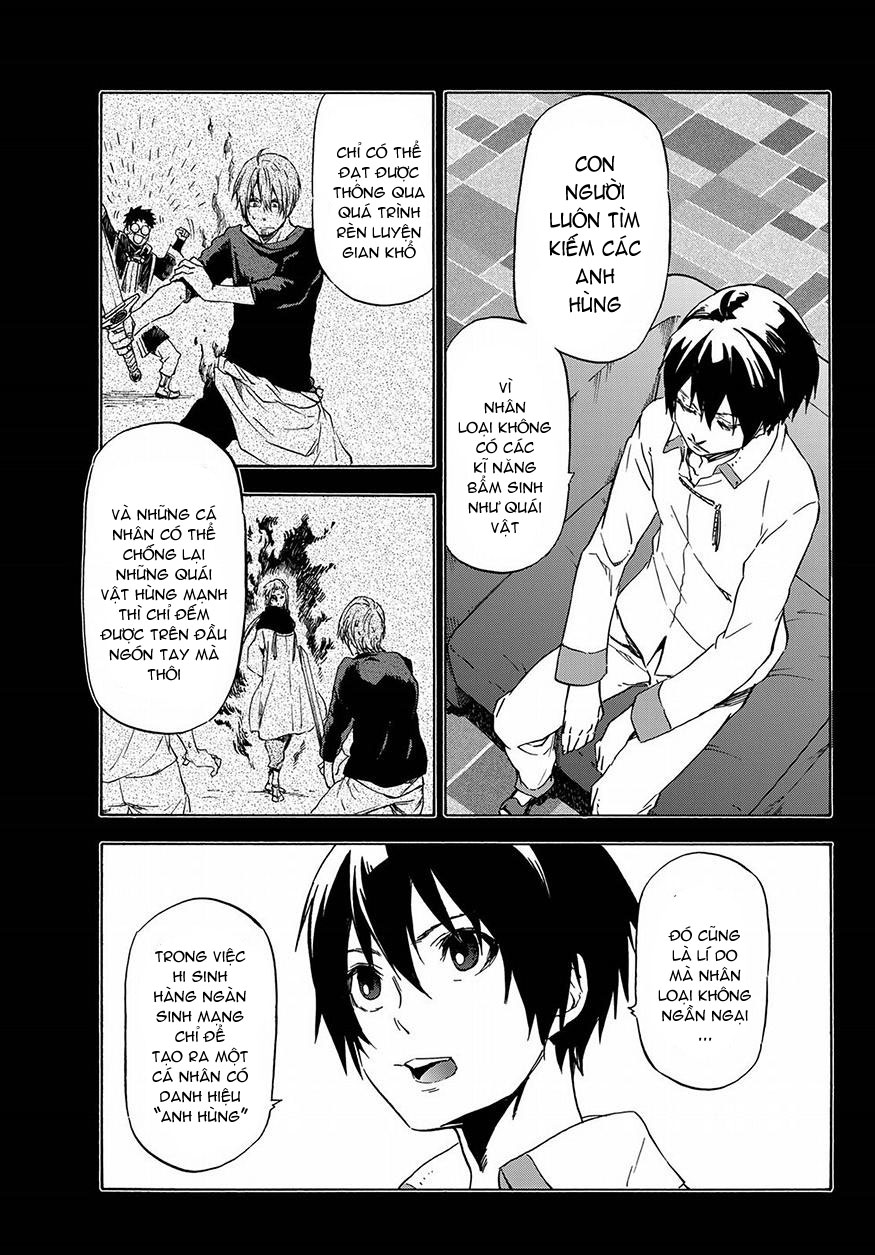 CON
NGƯỜI
LUÔN TÌM
KIẾM CÁC
ANH
HÙNG
VÌ
NHÂN
LOẠI KHÔNG
CÓ CÁC
KĨ NĂNG
BẨM SINH
NHƯ QUÁI
VẬT
CHỈ CÓ THỂ
ĐẠT ĐƯỢC
THÔNG QUA
QUÁ TRÌNH
RÈN LUYỆN
GIAN KHỔ
VÀ NHỮNG CÁ
NHÂN CÓ THỂ
CHỐNG LẠI
NHỮNG QUÁI
VẬT HÙNG MẠNH
THÌ CHỈ ĐẾM
ĐƯỢC TRÊN ĐẦU
NGÓN TAY MÀ
THÔI
ĐÓ CŨNG
LÀ LÍ DO
MÀ NHÂN
LOẠI KHÔNG
NGẦN NGẠI
...
TRONG VIỆC
HI SINH
HÀNG NGÀN
SINH MẠNG
CHỈ ĐỂ
TẠO RA MỘT
CÁ NHÂN CÓ
DANH HIỆU
"ANH HÙNG"